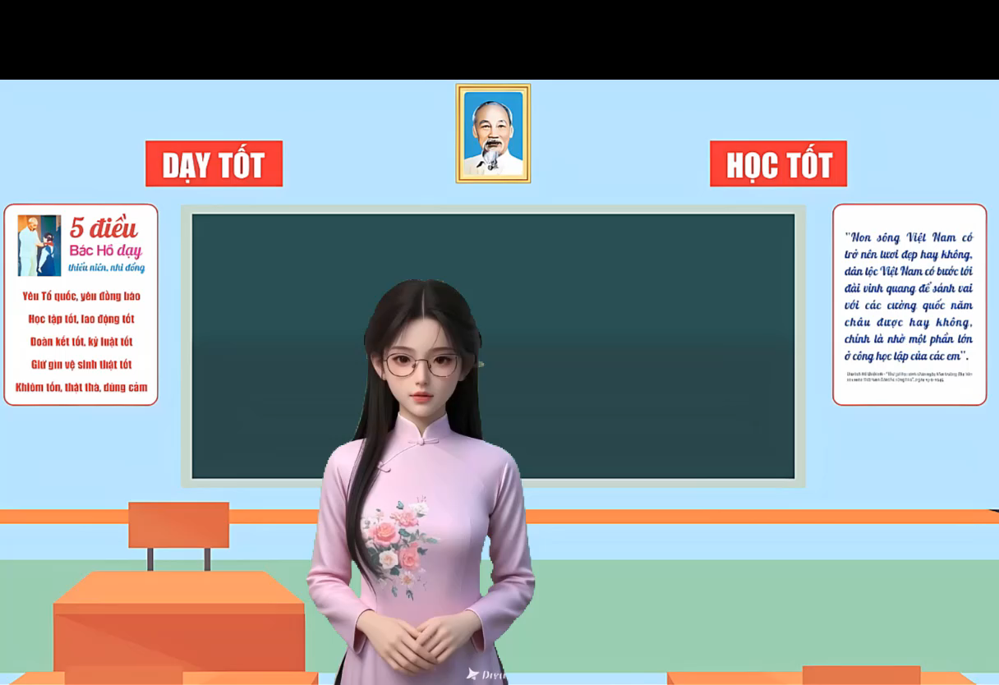 DẠY TỐT
HỌC TỐT
5 điều
Bác Hồ dạy
thiếu niên, nhi đồng
Yêu Tổ quốc, yêu đồng bào
Học tập tốt, lao động tốt
Đoàn kết tốt, kỷ luật tốt
Giữ gìn vệ sinh thật tốt
Khiêm tốn, thật thà, dũng cảm
"Non sông Việt Nam có
trở nên tươi đẹp hay không,
dân tộc Việt Nam có bước tới
đài vinh quang để sánh vai
với các cường quốc năm
châu được hay không,
chính là nhờ một phần lớn
ở công học tập của các em".